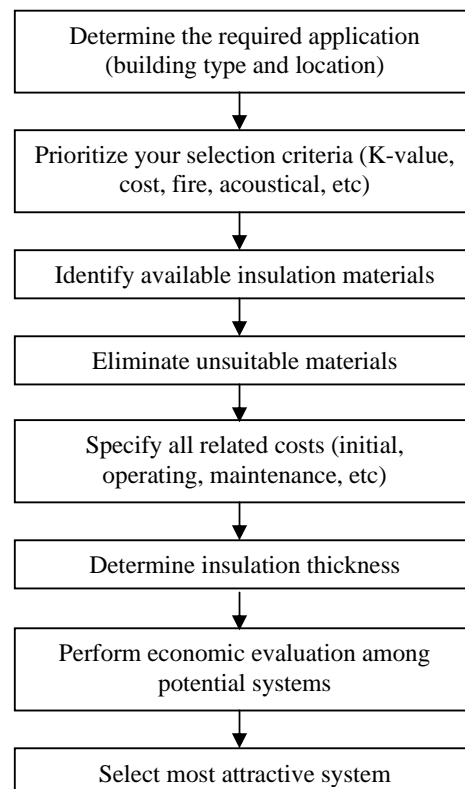 Determine the required application
(building type and location)
Prioritize your selection criteria (K-value,
cost, fire, acoustical, etc)
Identify available insulation materials
Eliminate unsuitable materials
Specify all related costs (initial,
operating, maintenance, etc)
Determine insulation thickness
Perform economic evaluation among
potential systems
Select most attractive system